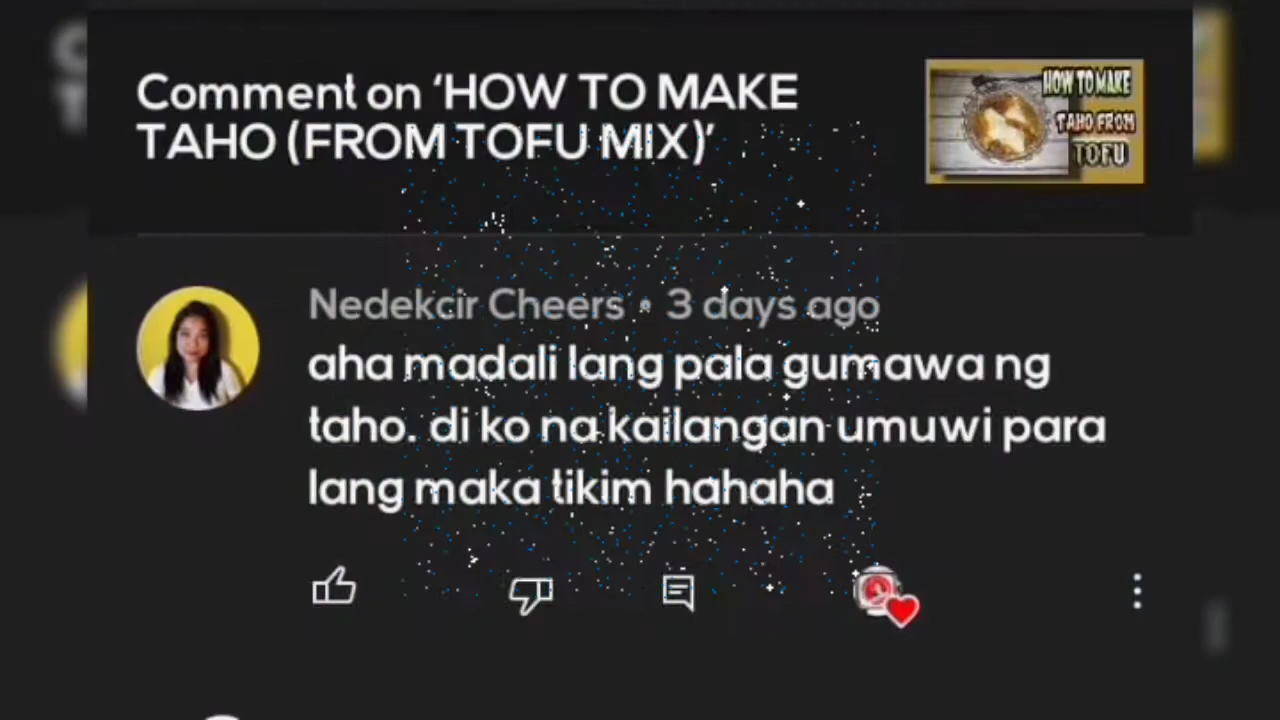 Comment on ‘HOW TO MAKE
TAHO (FROM TOFU MIX)’
HOW TO MAKE
TAHO FROM
TOFU
Nedekcir Cheers • 3 days ago
aha madali lang pala gumawa ng
taho. di ko na kailangan umuwi para
lang maka tikim hahaha